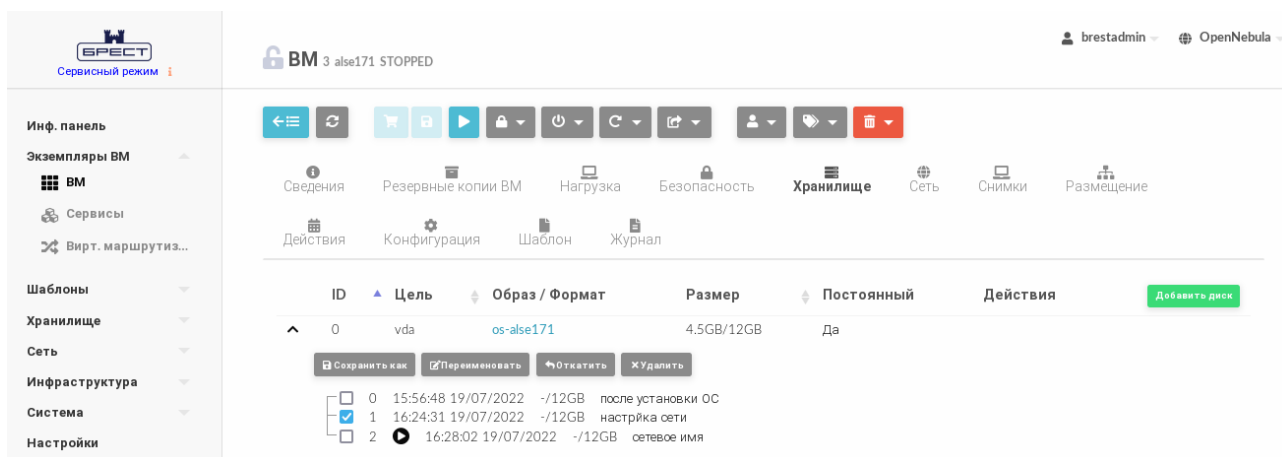 БРЕСТ
Сервисный режим i
ВМ 3 alse171 STOPPED
brestadmin
OpenNebula
Инф. панель
Экземпляры ВМ
ВМ
Сервисы
Вирт. маршрутиз...
Шаблоны
Хранилище
Сеть
Инфраструктура
Система
Настройки
Сведения Резервные копии ВМ Нагрузка Безопасность Хранилище Сеть Снимки Размещение
Действия Конфигурация Шаблон Журнал
ID Цель Образ / Формат Размер Постоянный Действия Добавить диск
0 vda os-alse171 4.5GB/12GB Да
Сохранить как Переименовать Откатить Удалить
0 15:56:48 19/07/2022 -/12GB после установки ОС
1 16:24:31 19/07/2022 -/12GB настрйка сети
2 16:28:02 19/07/2022 -/12GB сетевое имя